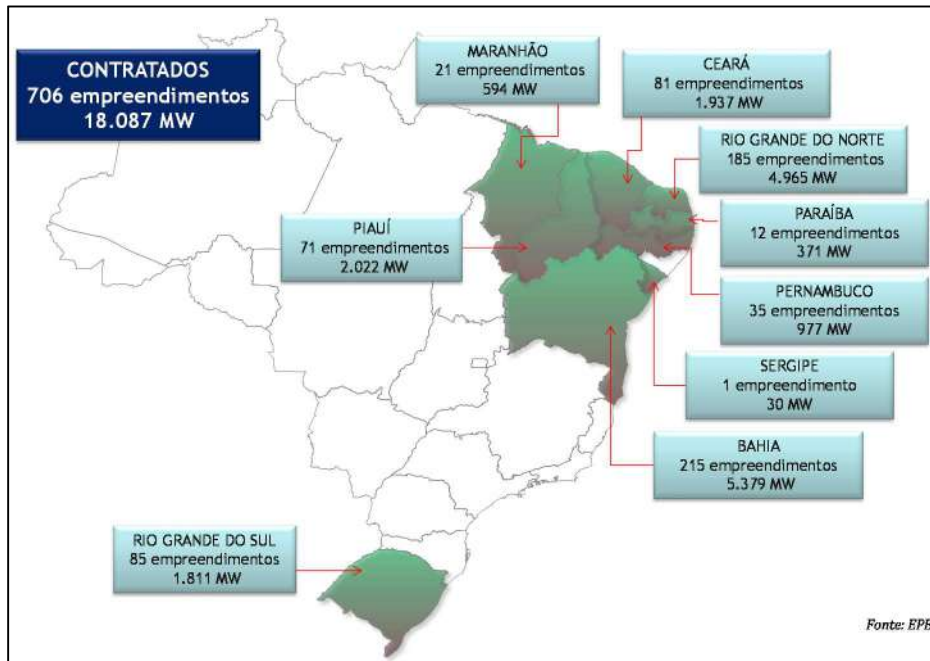 CONTRATADOS
706 empreendimentos
18.087 MW
MARANHÃO
21 empreendimentos
594 MW
CEARÁ
81 empreendimentos
1.937 MW
RIO GRANDE DO NORTE
185 empreendimentos
4.965 MW
PIAUÍ
71 empreendimentos
2.022 MW
PARAÍBA
12 empreendimentos
371 MW
PERNAMBUCO
35 empreendimentos
977 MW
SERGIPE
1 empreendimento
30 MW
BAHIA
215 empreendimentos
5.379 MW
RIO GRANDE DO SUL
85 empreendimentos
1.811 MW
Fonte: EPE